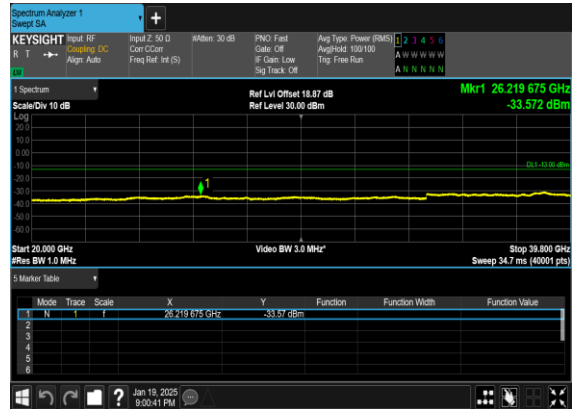 Spectrum Analyzer 1
Swept SA
+
KEYSIGHT Input: RF Input Z: 50 Ω #Atten: 30 dB PNO: Fast Avg Type: Power (RMS) 1 2 3 4 5 6
R T Coupling: DC Corr CCorr Gate: Off Avg|Hold: 100/100 A W W W W W
Align: Auto Freq Ref: Int (S) IF Gain: Low Trig: Free Run A N N N N N
Sig Track: Off
1 Spectrum Ref Lvl Offset 18.87 dB Mkr1 26.219 675 GHz
Scale/Div 10 dB Ref Level 30.00 dBm -33.572 dBm
Log
20.0
10.0
0.00
-10.0
DL1 -13.00 dBm
-20.0
1
-30.0
-40.0
-50.0
-60.0
Start 20.000 GHz Video BW 3.0 MHz* Stop 39.800 GHz
#Res BW 1.0 MHz Sweep 34.7 ms (40001 pts)
5 Marker Table
Mode Trace Scale X Y Function Function Width Function Value
1 N 1 f 26.219 675 GHz -33.57 dBm
2
3
4
5
6
? Jan 19, 2025
9:00:41 PM